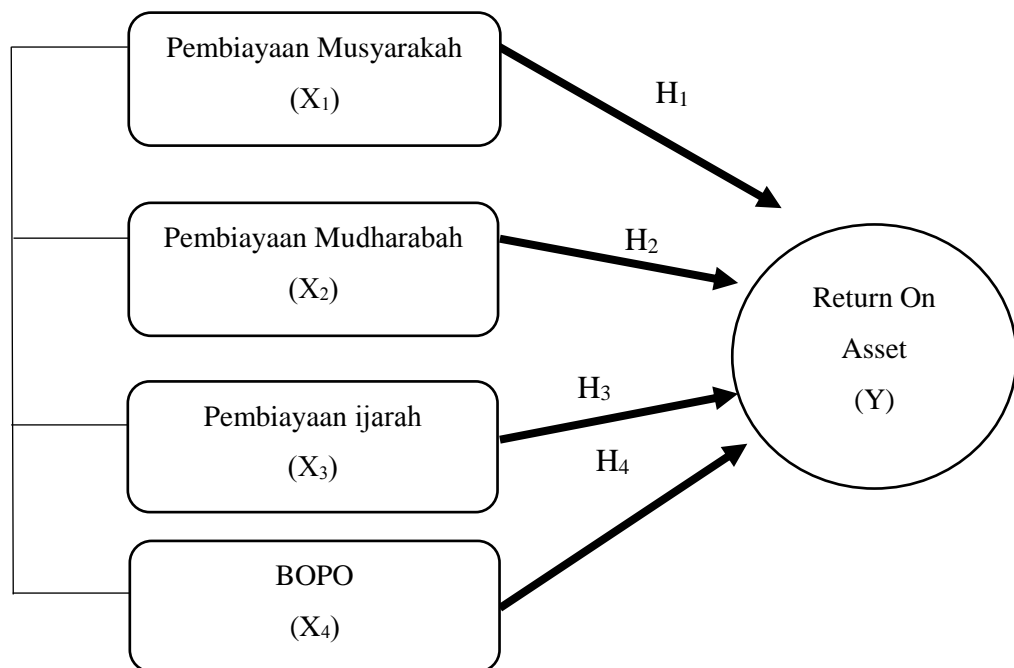 Pembiayaan Musyarakah
(X₁)
H₁
Pembiayaan Mudharabah
(X₂)
H₂
Return On
Asset
(Y)
Pembiayaan ijarah
(X₃)
H₃
H₄
BOPO
(X₄)